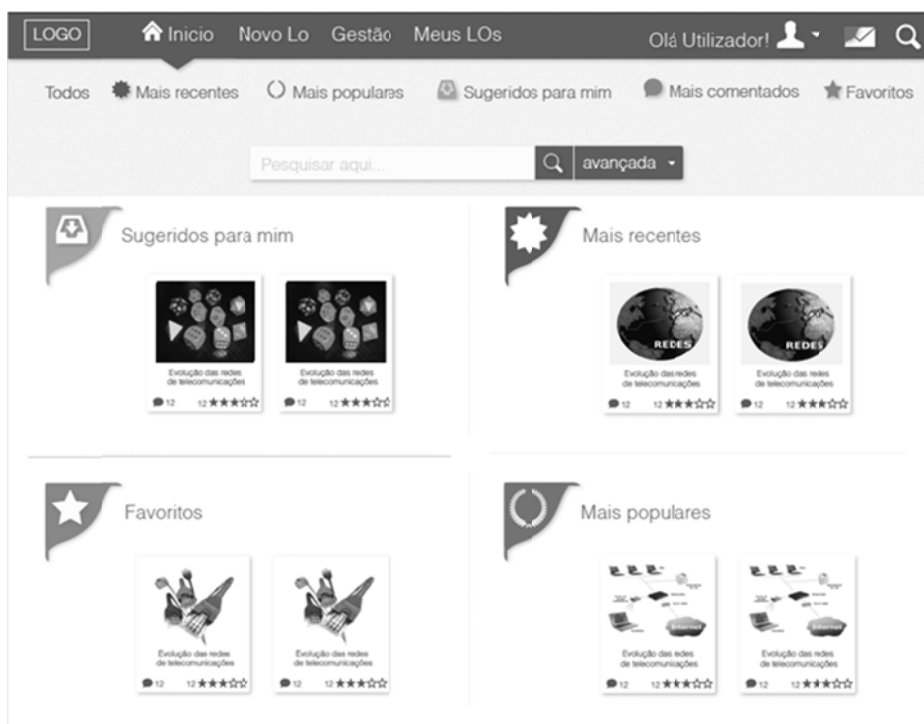 LOGO Inicio Novo Lo Gestão Meus LOs Olá Utilizador!
Todos Mais recentes Mais populares Sugeridos para mim Mais comentados Favoritos
Pesquisar aqui... avançada
Sugeridos para mim
Evolução das redes
de telecomunicações
12 12
Evolução das redes
de telecomunicações
12 12
Mais recentes
REDES
Evolução das redes
de telecomunicações
12 12
REDES
Evolução das redes
de telecomunicações
12 12
Favoritos
Evolução das redes
de telecomunicações
12 12
Evolução das redes
de telecomunicações
12 12
Mais populares
Internet
Evolução das redes
de telecomunicações
12 12
Internet
Evolução das redes
de telecomunicações
12 12